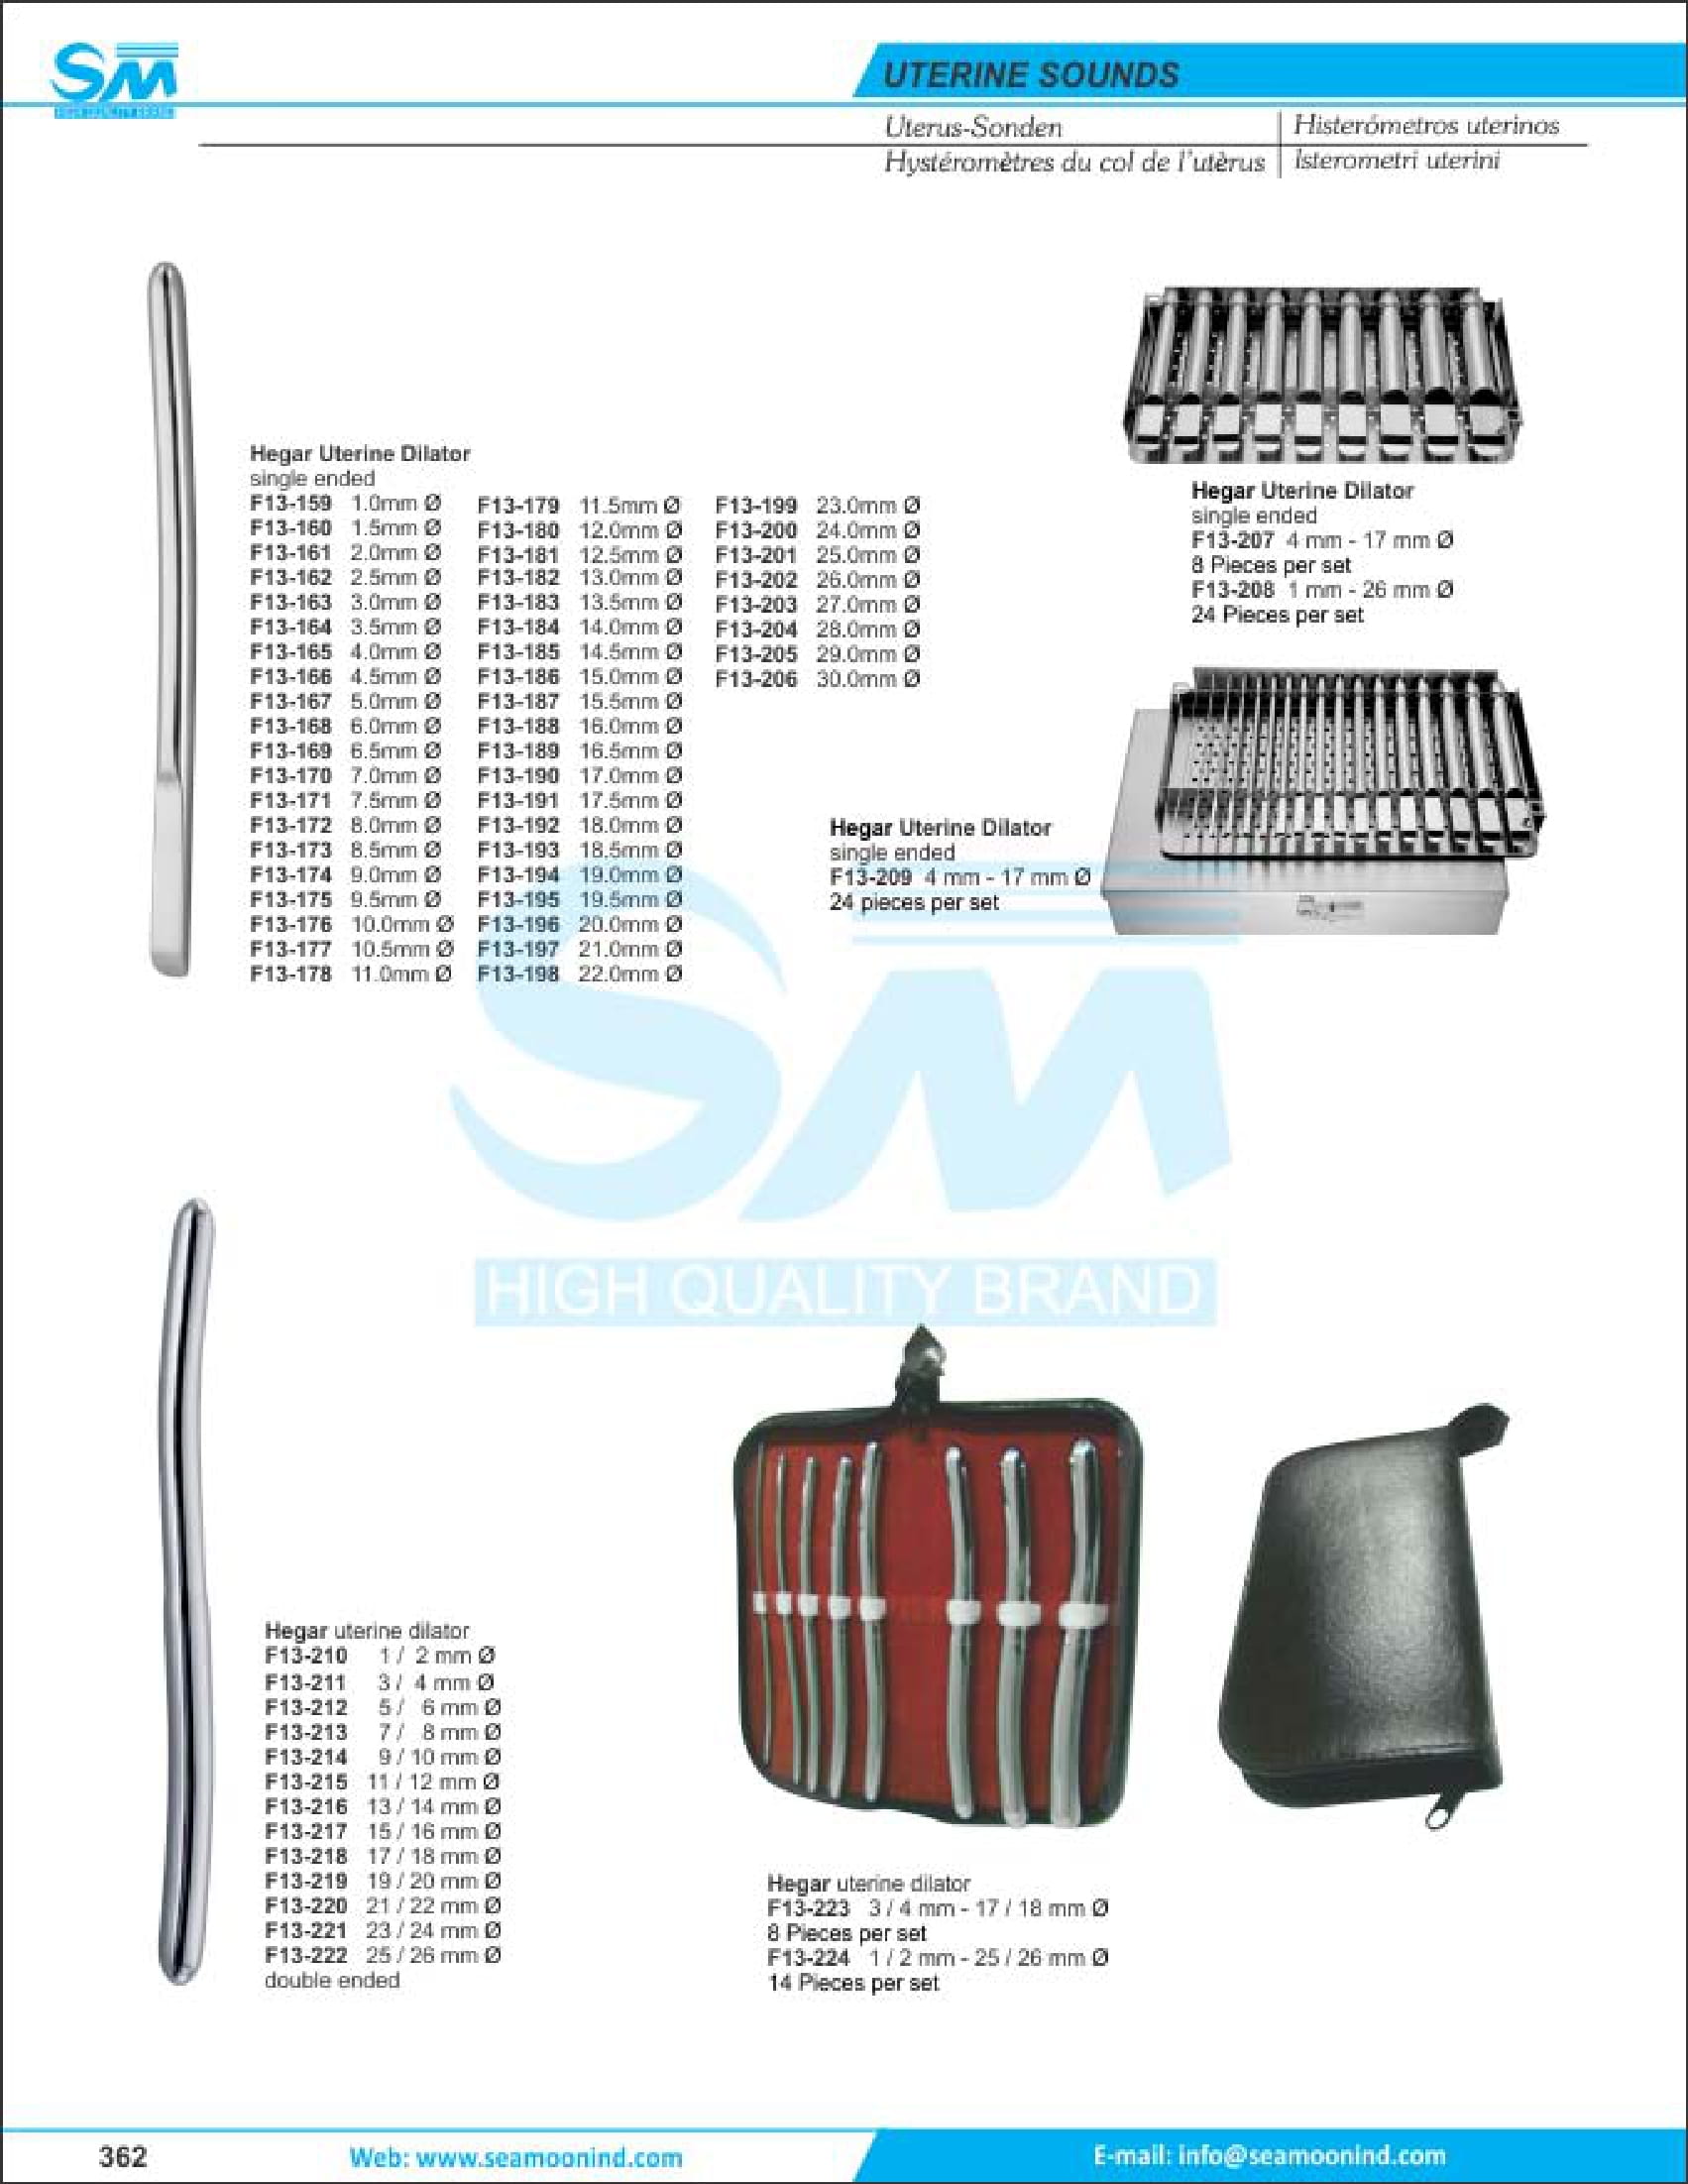 SM
UTERINE SOUNDS
Uterus-Sonden
Histerómetros uterinos
Hystéromètres du col de l'utèrus
Isterometri uterini
Hegar Uterine Dilator
single ended
F13-159 1.0mm Ø
F13-160 1.5mm Ø
F13-161 2.0mm Ø
F13-162 2.5mm Ø
F13-163 3.0mm Ø
F13-164 3.5mm Ø
F13-165 4.0mm Ø
F13-166 4.5mm Ø
F13-167 5.0mm Ø
F13-168 6.0mm Ø
F13-169 6.5mm Ø
F13-170 7.0mm Ø
F13-171 7.5mm Ø
F13-172 8.0mm Ø
F13-173 8.5mm Ø
F13-174 9.0mm Ø
F13-175 9.5mm Ø
F13-176 10.0mm Ø
F13-177 10.5mm Ø
F13-178 11.0mm Ø
F13-179 11.5mm Ø
F13-180 12.0mm Ø
F13-181 12.5mm Ø
F13-182 13.0mm Ø
F13-183 13.5mm Ø
F13-184 14.0mm Ø
F13-185 14.5mm Ø
F13-186 15.0mm Ø
F13-187 15.5mm Ø
F13-188 16.0mm Ø
F13-189 16.5mm Ø
F13-190 17.0mm Ø
F13-191 17.5mm Ø
F13-192 18.0mm Ø
F13-193 18.5mm Ø
F13-194 19.0mm Ø
F13-195 19.5mm Ø
F13-196 20.0mm Ø
F13-197 21.0mm Ø
F13-198 22.0mm Ø
F13-199 23.0mm Ø
F13-200 24.0mm Ø
F13-201 25.0mm Ø
F13-202 26.0mm Ø
F13-203 27.0mm Ø
F13-204 28.0mm Ø
F13-205 29.0mm Ø
F13-206 30.0mm Ø
Hegar Uterine Dilator
single ended
F13-207 4 mm - 17 mm Ø
8 Pieces per set
F13-208 1 mm - 26 mm Ø
24 Pieces per set
Hegar Uterine Dilator
single ended
F13-209 4 mm - 17 mm Ø
24 pieces per set
SM
HIGH QUALITY BRAND
Hegar uterine dilator
F13-210 1 / 2 mm Ø
F13-211 3 / 4 mm Ø
F13-212 5 / 6 mm Ø
F13-213 7 / 8 mm Ø
F13-214 9 / 10 mm Ø
F13-215 11 / 12 mm Ø
F13-216 13 / 14 mm Ø
F13-217 15 / 16 mm Ø
F13-218 17 / 18 mm Ø
F13-219 19 / 20 mm Ø
F13-220 21 / 22 mm Ø
F13-221 23 / 24 mm Ø
F13-222 25 / 26 mm Ø
double ended
Hegar uterine dilator
F13-223 3 / 4 mm - 17 / 18 mm Ø
8 Pieces per set
F13-224 1 / 2 mm - 25 / 26 mm Ø
14 Pieces per set
362
Web: www.seamoonind.com
E-mail: info@seamoonind.com